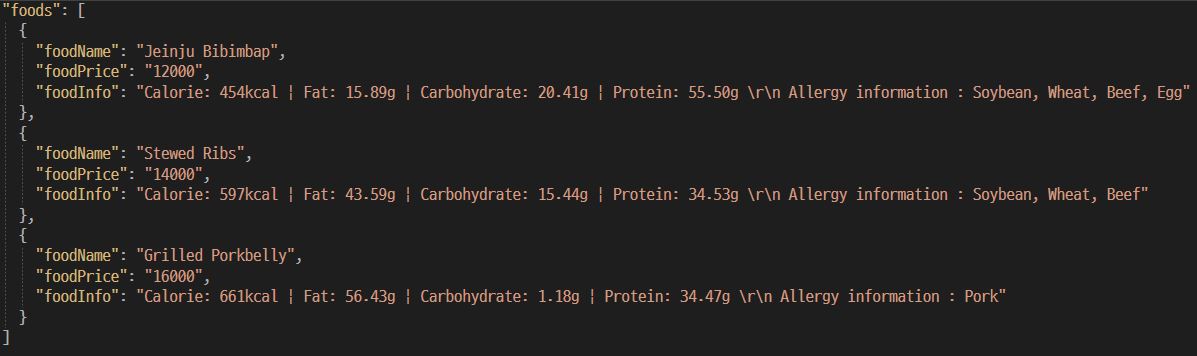 "foods": [
{
"foodName": "Jeinju Bibimbap",
"foodPrice": "12000",
"foodInfo": "Calorie: 454kcal ¦ Fat: 15.89g ¦ Carbohydrate: 20.41g ¦ Protein: 55.50g \r\n Allergy information : Soybean, Wheat, Beef, Egg"
},
{
"foodName": "Stewed Ribs",
"foodPrice": "14000",
"foodInfo": "Calorie: 597kcal ¦ Fat: 43.59g ¦ Carbohydrate: 15.44g ¦ Protein: 34.53g \r\n Allergy information : Soybean, Wheat, Beef"
},
{
"foodName": "Grilled Porkbelly",
"foodPrice": "16000",
"foodInfo": "Calorie: 661kcal ¦ Fat: 56.43g ¦ Carbohydrate: 1.18g ¦ Protein: 34.47g \r\n Allergy information : Pork"
}
]